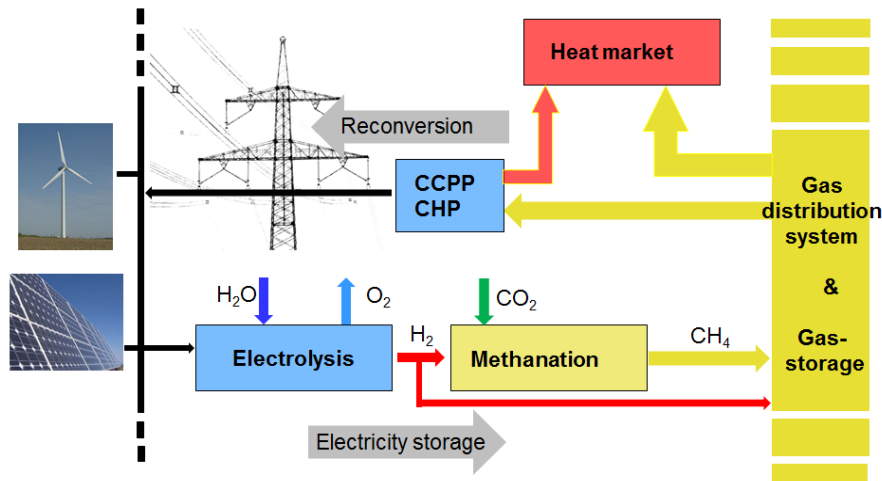 Heat market
Reconversion
CCPP
CHP
Gas
distribution
system
&
Gas-
storage
H₂O
O₂
CO₂
Electrolysis
H₂
Methanation
CH₄
Electricity storage